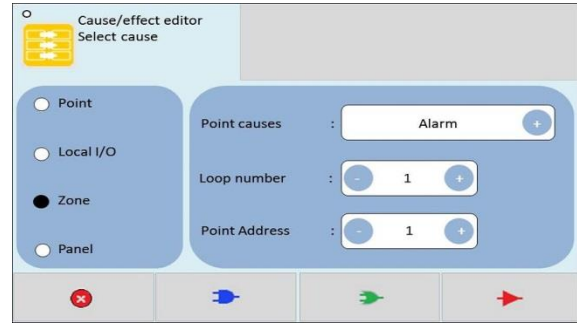 Cause/effect editor
Select cause
Point
Local I/O
Zone
Panel
Point causes : Alarm +
Loop number : - 1 +
Point Address : - 1 +